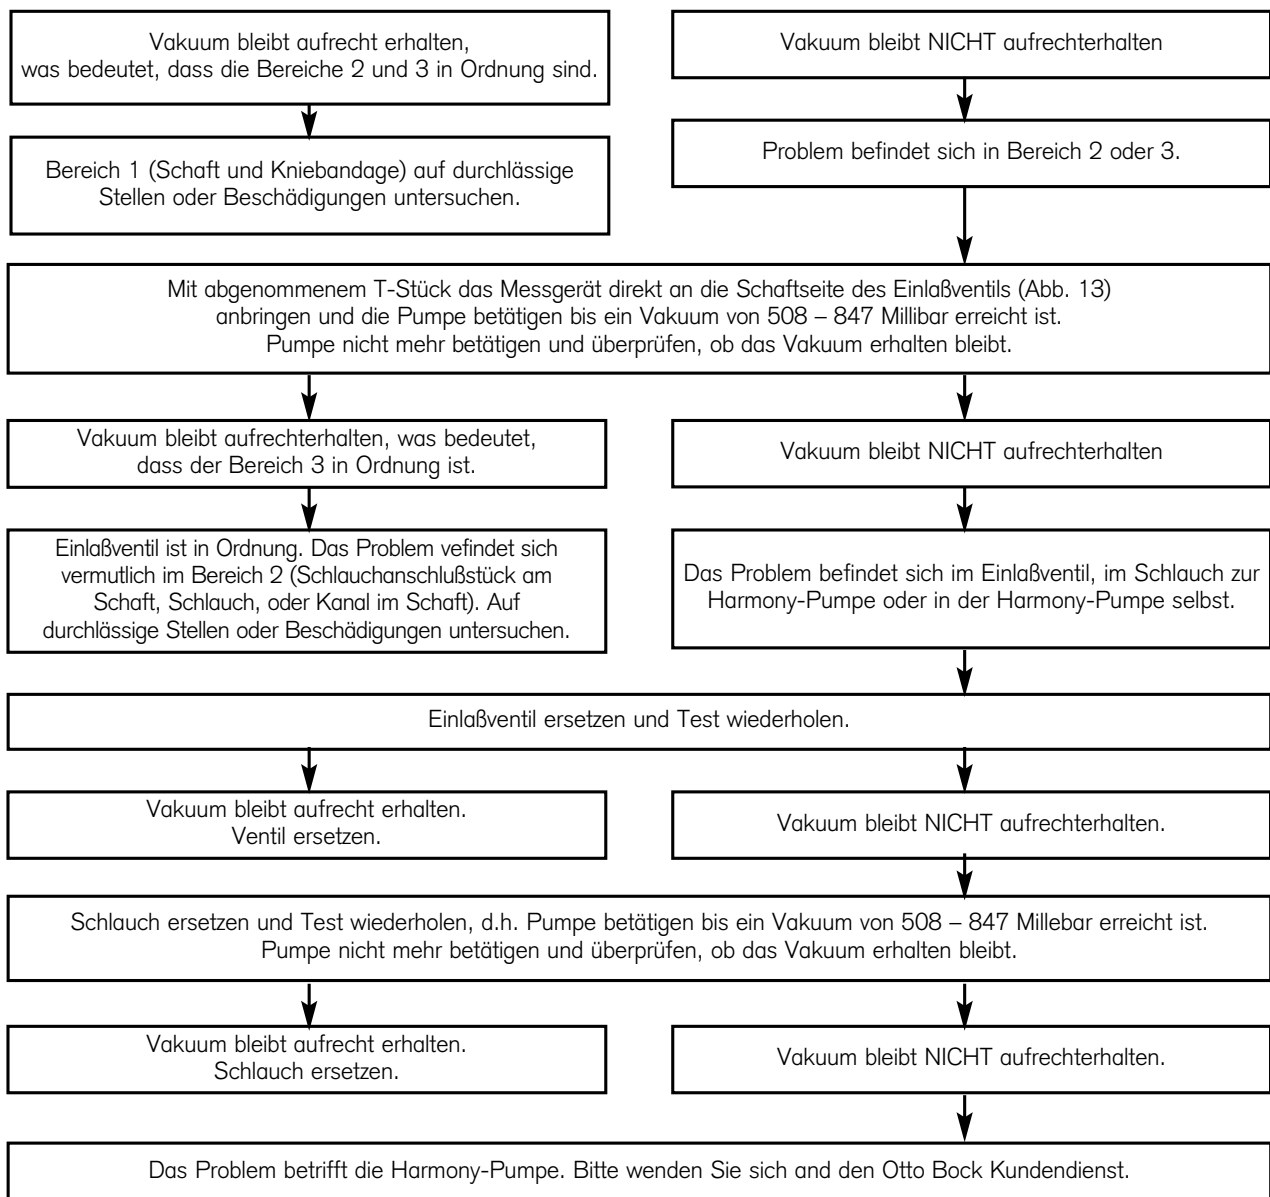 Vakuum bleibt aufrecht erhalten,
was bedeutet, dass die Bereiche 2 und 3 in Ordnung sind.
Vakuum bleibt NICHT aufrechterhalten
Bereich 1 (Schaft und Kniebandage) auf durchlässige
Stellen oder Beschädigungen untersuchen.
Problem befindet sich in Bereich 2 oder 3.
Mit abgenommenem T-Stück das Messgerät direkt an die Schaftseite des Einlaßventils (Abb. 13)
anbringen und die Pumpe betätigen bis ein Vakuum von 508 – 847 Millibar erreicht ist.
Pumpe nicht mehr betätigen und überprüfen, ob das Vakuum erhalten bleibt.
Vakuum bleibt aufrechterhalten, was bedeutet,
dass der Bereich 3 in Ordnung ist.
Vakuum bleibt NICHT aufrechterhalten
Einlaßventil ist in Ordnung. Das Problem vefindet sich
vermutlich im Bereich 2 (Schlauchanschlußstück am
Schaft, Schlauch, oder Kanal im Schaft). Auf
durchlässige Stellen oder Beschädigungen untersuchen.
Das Problem befindet sich im Einlaßventil, im Schlauch zur
Harmony-Pumpe oder in der Harmony-Pumpe selbst.
Einlaßventil ersetzen und Test wiederholen.
Vakuum bleibt aufrecht erhalten.
Ventil ersetzen.
Vakuum bleibt NICHT aufrechterhalten.
Schlauch ersetzen und Test wiederholen, d.h. Pumpe betätigen bis ein Vakuum von 508 – 847 Millebar erreicht ist.
Pumpe nicht mehr betätigen und überprüfen, ob das Vakuum erhalten bleibt.
Vakuum bleibt aufrecht erhalten.
Schlauch ersetzen.
Vakuum bleibt NICHT aufrechterhalten.
Das Problem betrifft die Harmony-Pumpe. Bitte wenden Sie sich and den Otto Bock Kundendienst.